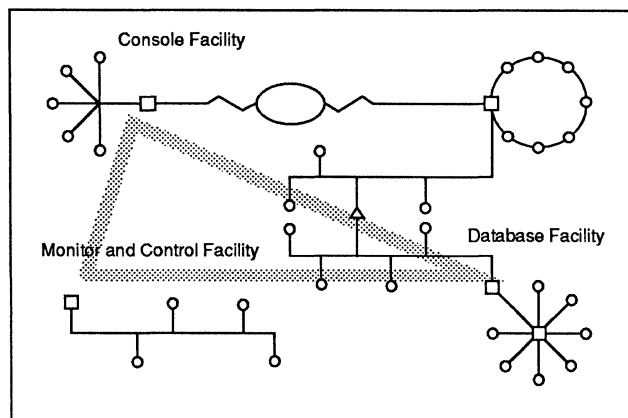 Console Facility
Monitor and Control Facility
Database Facility